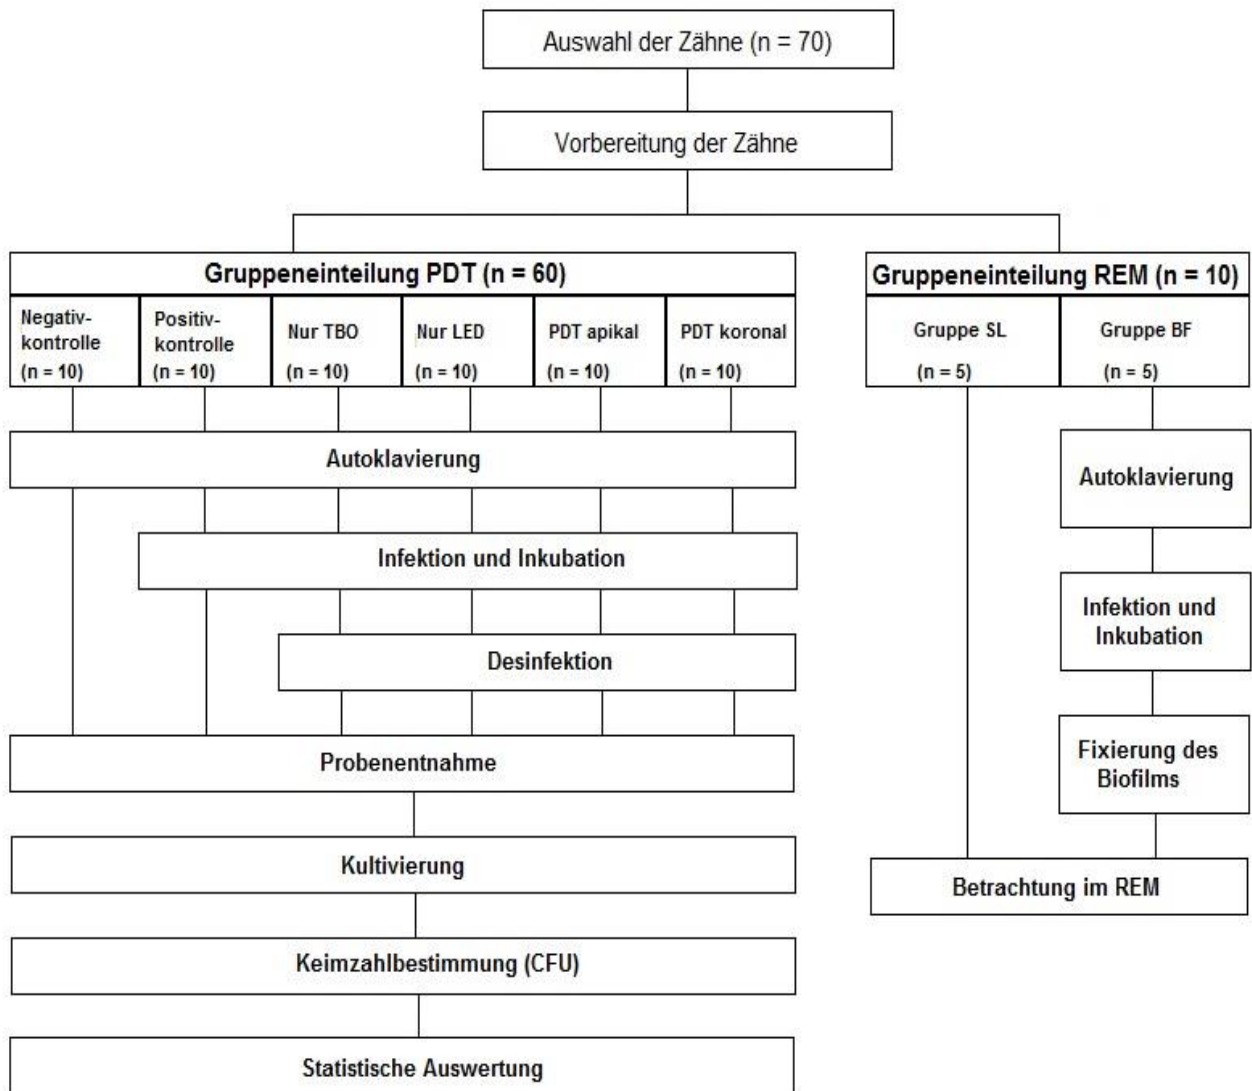 Auswahl der Zähne (n = 70)
Vorbereitung der Zähne
Gruppeneinteilung PDT (n = 60)
Negativ-
kontrolle
(n = 10)
Positiv-
kontrolle
(n = 10)
Nur TBO
(n = 10)
Nur LED
(n = 10)
PDT apikal
(n = 10)
PDT koronal
(n = 10)
Autoklavierung
Infektion und Inkubation
Desinfektion
Probenentnahme
Kultivierung
Keimzahlbestimmung (CFU)
Statistische Auswertung
Gruppeneinteilung REM (n = 10)
Gruppe SL
(n = 5)
Gruppe BF
(n = 5)
Autoklavierung
Infektion und
Inkubation
Fixierung des
Biofilms
Betrachtung im REM